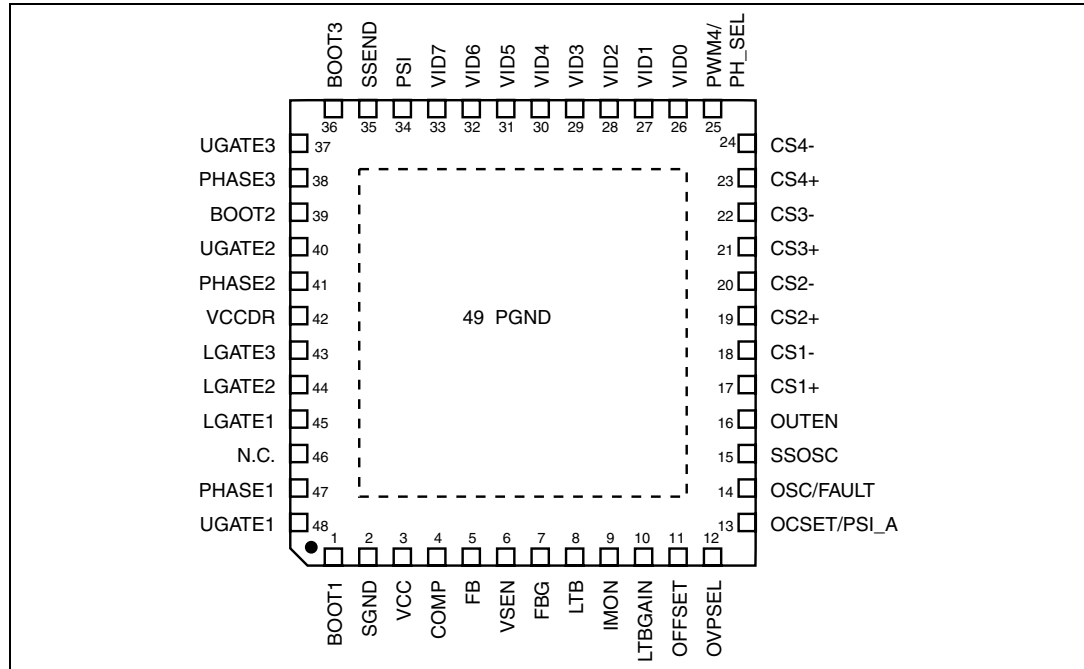 BOOT3
SSEND
PSI
VID7
VID6
VID5
VID4
VID3
VID2
VID1
VID0
PWM4/
PH_SEL
36 35 34 33 32 31 30 29 28 27 26 25
UGATE3 37
PHASE3 38
BOOT2 39
UGATE2 40
PHASE2 41
VCCDR 42
LGATE3 43
LGATE2 44
LGATE1 45
N.C. 46
PHASE1 47
UGATE1 48
49 PGND
24 CS4-
23 CS4+
22 CS3-
21 CS3+
20 CS2-
19 CS2+
18 CS1-
17 CS1+
16 OUTEN
15 SSOSC
14 OSC/FAULT
13 OCSET/PSI_A
1 2 3 4 5 6 7 8 9 10 11 12
BOOT1
SGND
VCC
COMP
FB
VSEN
FBG
LTB
IMON
LTBGAIN
OFFSET
OVPSEL